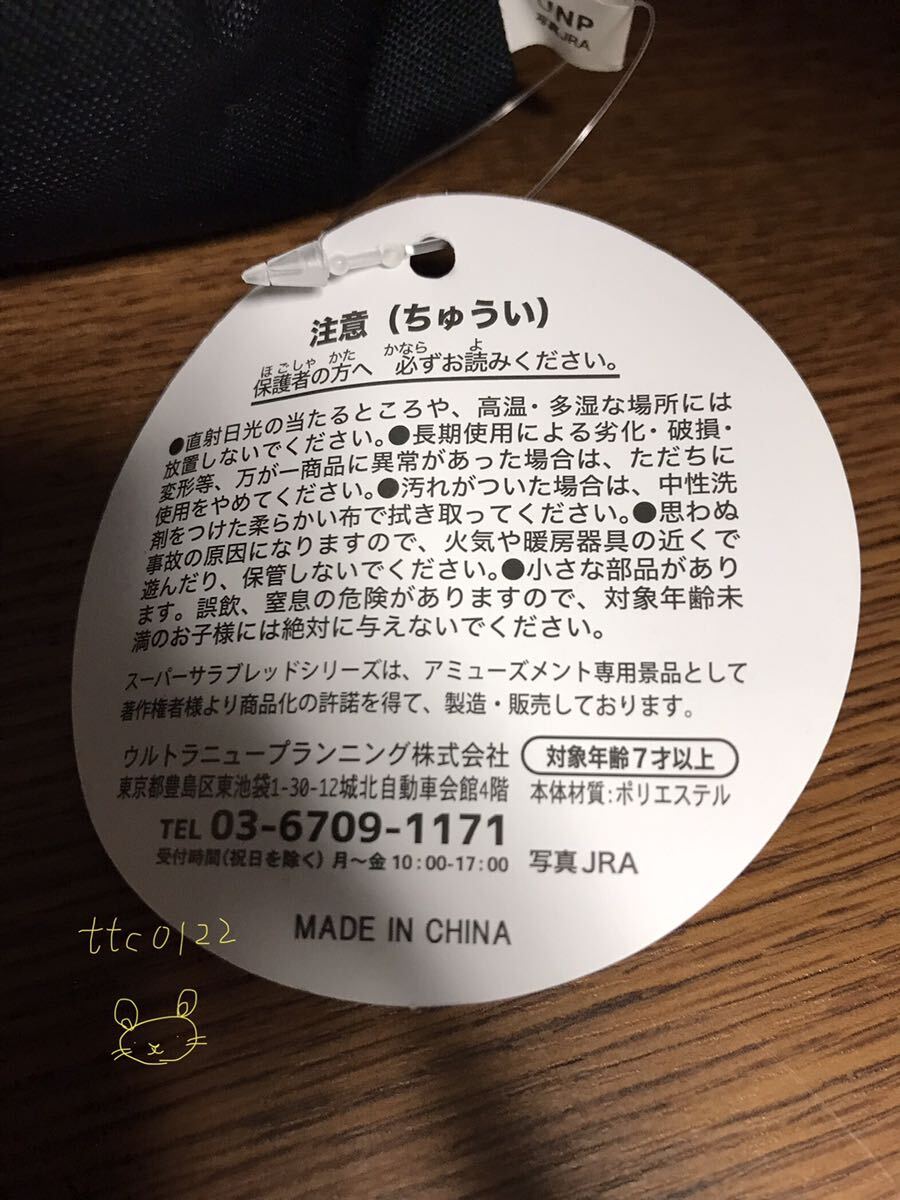 UNP
写真JRA
注意（ちゅうい）
ほごしゃ かた かなら よ
保護者の方へ 必ずお読みください。
●直射日光の当たるところや、高温・多湿な場所には
放置しないでください。●長期使用による劣化・破損・
変形等、万が一商品に異常があった場合は、ただちに
使用をやめてください。●汚れがついた場合は、中性洗
剤をつけた柔らかい布で拭き取ってください。●思わぬ
事故の原因になりますので、火気や暖房器具の近くで
遊んだり、保管しないでください。●小さな部品があり
ます。誤飲、窒息の危険がありますので、対象年齢未
満のお子様には絶対に与えないでください。
スーパーサラブレッドシリーズは、アミューズメント専用景品として
著作権者様より商品化の許諾を得て、製造・販売しております。
ウルトラニュープランニング株式会社 対象年齢7才以上
東京都豊島区東池袋1-30-12城北自動車会館4階 本体材質:ポリエステル
TEL 03-6709-1171
受付時間(祝日を除く) 月〜金 10:00-17:00 写真JRA
MADE IN CHINA
ttc0122